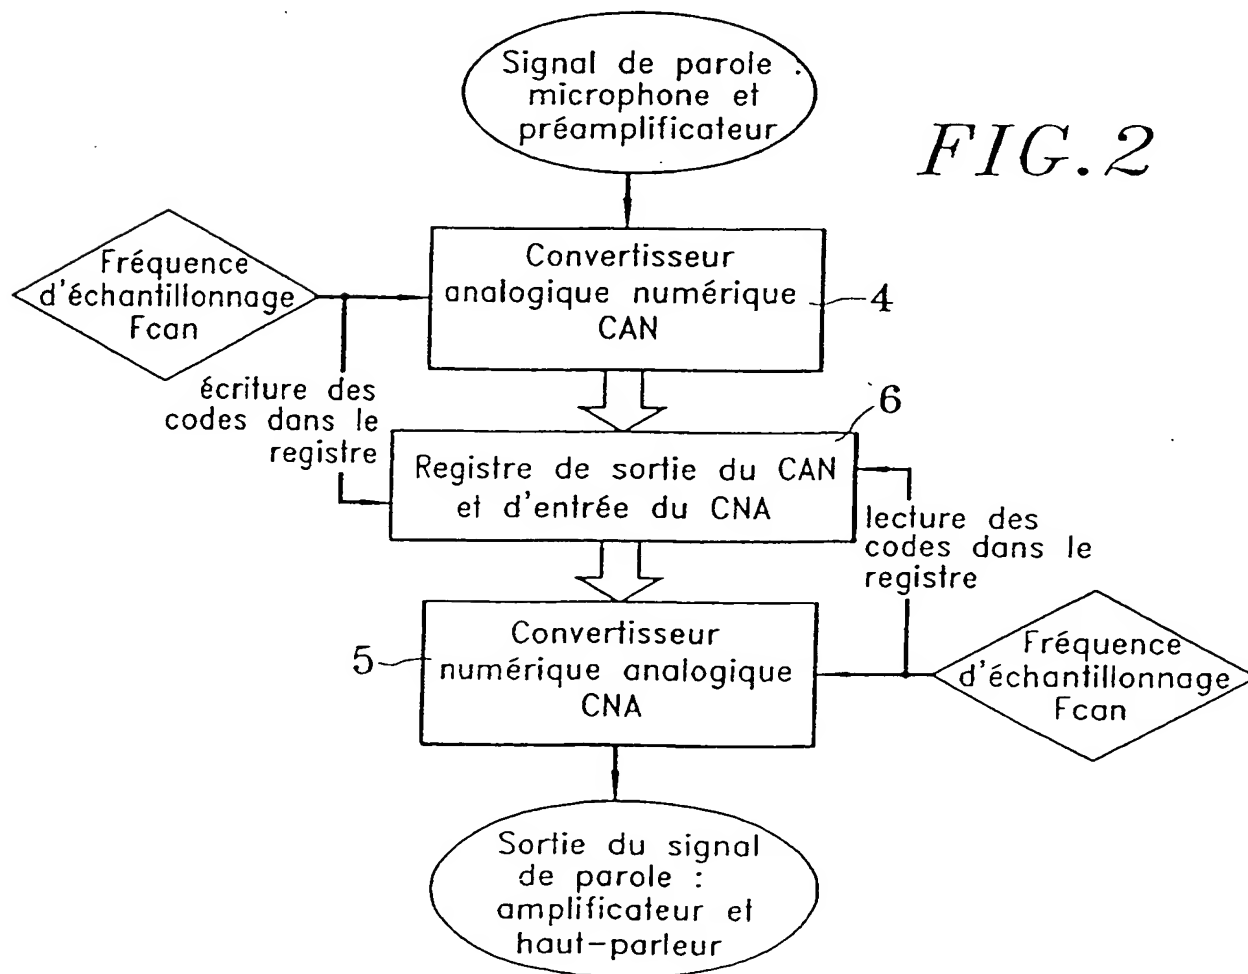 Signal de parole :
microphone et
préamplificateur
FIG.2
Fréquence
d'échantillonnage
Fcan
Convertisseur
analogique numérique
CAN
4
écriture des
codes dans le
registre
6
Registre de sortie du CAN
et d'entrée du CNA
lecture des
codes dans le
registre
5
Convertisseur
numérique analogique
CNA
Fréquence
d'échantillonnage
Fcan
Sortie du signal
de parole :
amplificateur et
haut-parleur